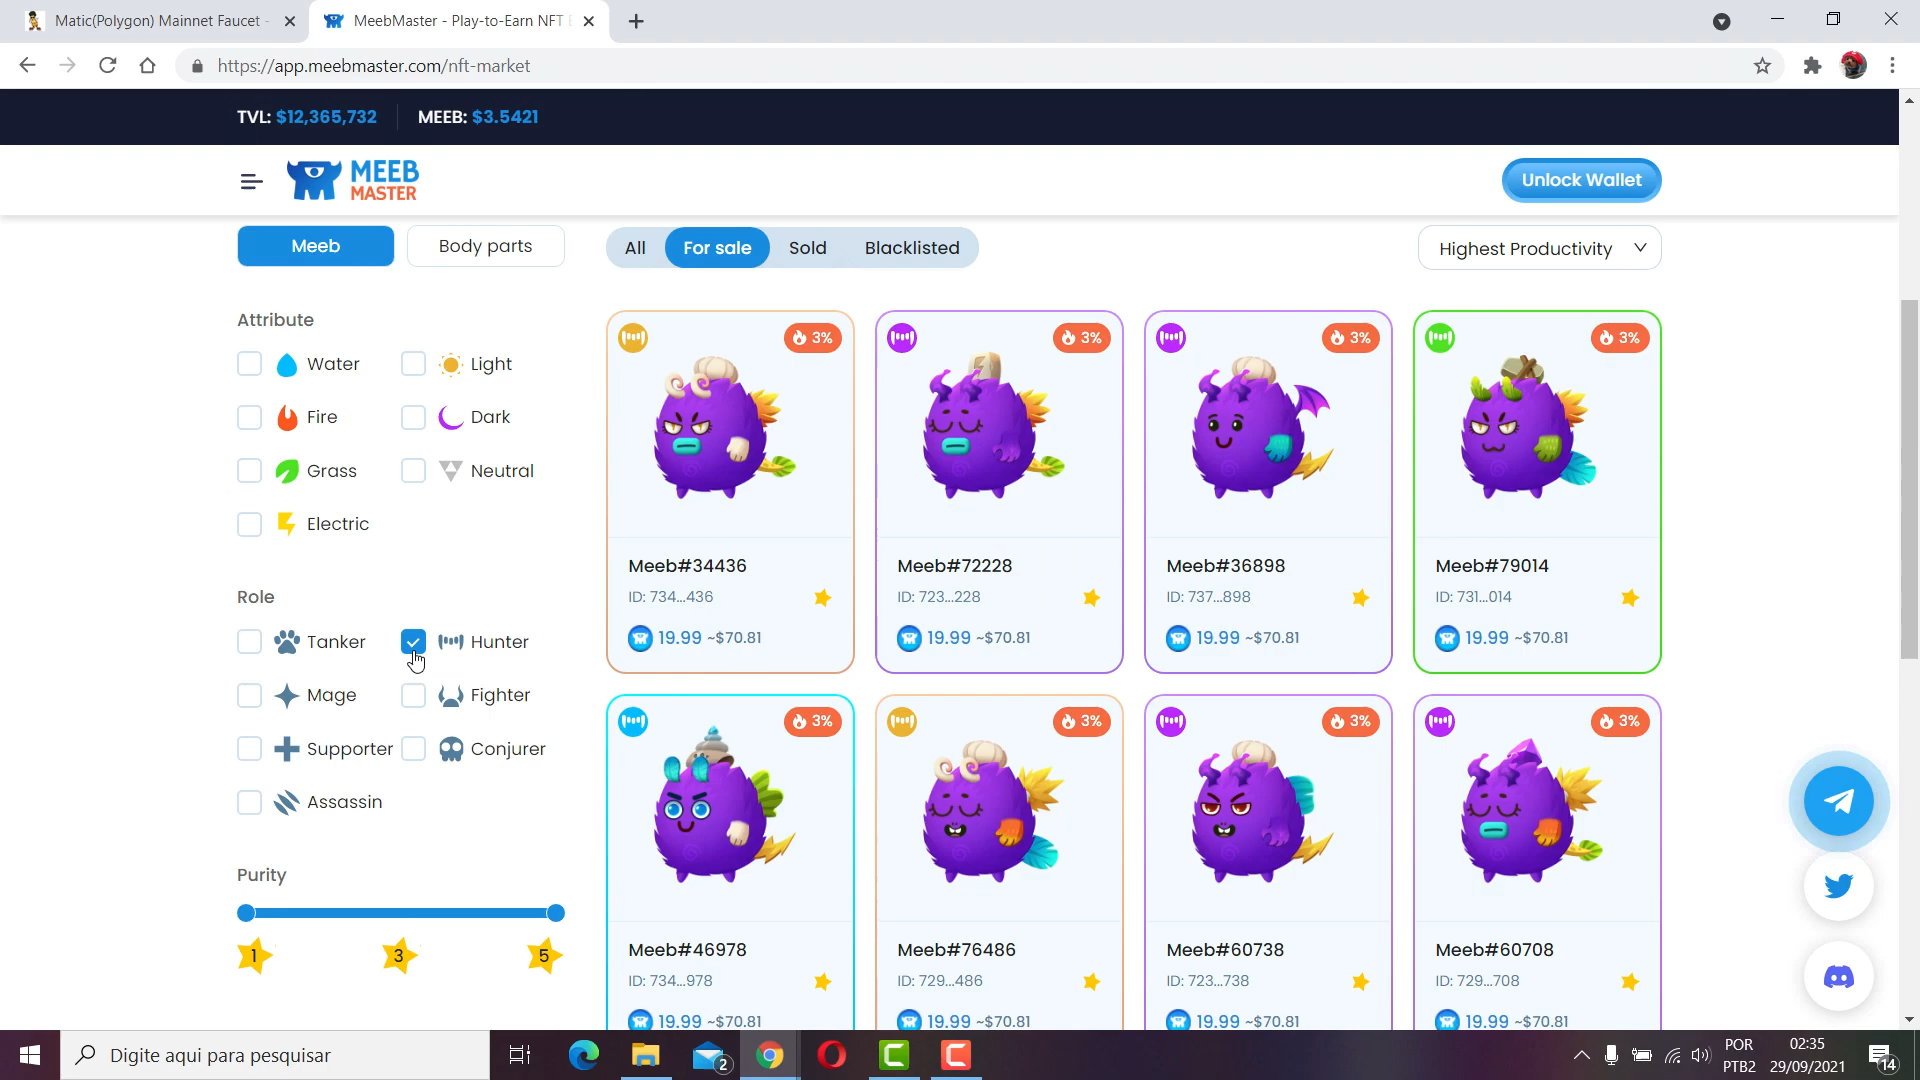 Matic(Polygon) Mainnet Faucet -
MeebMaster - Play-to-Earn NFT
https://app.meebmaster.com/nft-market
TVL: $12,365,732
MEEB: $3.5421
MEEB
MASTER
Unlock Wallet
Meeb
Body parts
All
For sale
Sold
Blacklisted
Highest Productivity
Attribute
Water
Light
Fire
Dark
Grass
Neutral
Electric
Role
Tanker
Hunter
Mage
Fighter
Supporter
Conjurer
Assassin
Purity
1
3
5
3%
Meeb#34436
ID: 734...436
19.99 ~$70.81
3%
Meeb#72228
ID: 723...228
19.99 ~$70.81
3%
Meeb#36898
ID: 737...898
19.99 ~$70.81
3%
Meeb#79014
ID: 731...014
19.99 ~$70.81
3%
Meeb#46978
ID: 734...978
19.99 ~$70.81
3%
Meeb#76486
ID: 729...486
19.99 ~$70.81
3%
Meeb#60738
ID: 723...738
19.99 ~$70.81
3%
Meeb#60708
ID: 729...708
19.99 ~$70.81
Digite aqui para pesquisar
2
POR
PTB2
02:35
29/09/2021
14